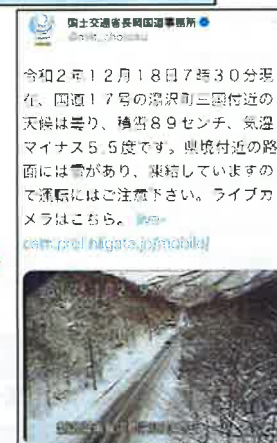 国土交通省長岡国道事務所
令和2年12月18日7時30分現
在、国道17号の湯沢町三国付近の
天候は曇り、積雪89センチ、気温
マイナス5.5度です。県境付近の路
面には雪があり、凍結していますの
で運転にはご注意下さい。ライブカ
メラはこちら。